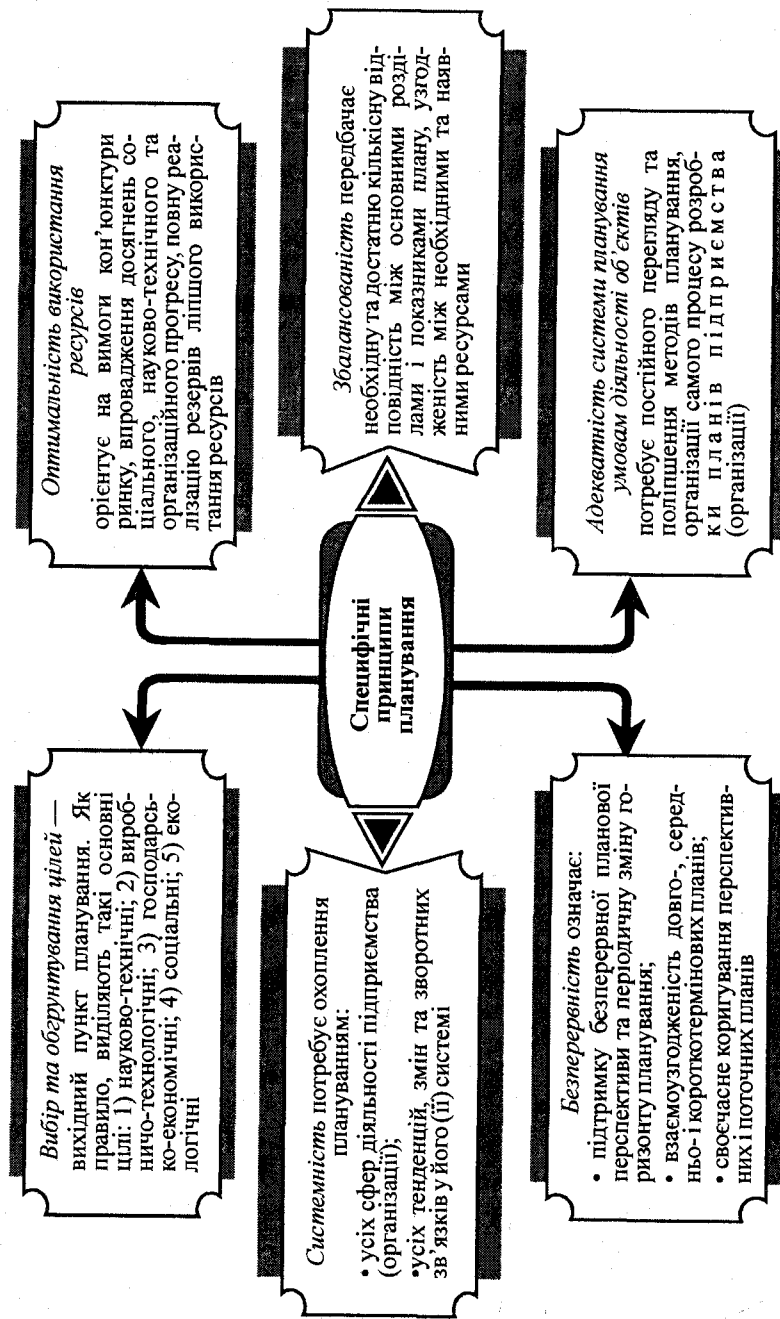 Вибір та обгрунтування цілей —
вихідний пункт планування. Як
правило, виділяють такі основні
цілі: 1) науково-технічні; 2) вироб-
ничо-технологічні; 3) господарсь-
ко-економічні; 4) соціальні; 5) еко-
логічні
Оптимальність використання
ресурсів
орієнтує на вимоги кон’юнктури
ринку, впровадження досягнень со-
ціального, науково-технічного та
організаційного прогресу, повну реа-
лізацію резервів ліпшого викорис-
тання ресурсів
Системність потребує охоплення
плануванням:
• усіх сфер діяльності підприємства
(організації);
•усіх тенденцій, змін та зворотних
зв’язків у його (її) системі
Специфічні
принципи
планування
Збалансованість передбачає
необхідну та достатню кількісну від-
повідність між основними розді-
лами і показниками плану, узгод-
женість між необхідними та наяв-
ними ресурсами
Безперервність означає:
• підтримку безперервної планової
перспективи та періодичну зміну го-
ризонту планування;
• взаємоузгодженість довго-, серед-
ньо- і короткотермінових планів;
• своєчасне коригування перспектив-
них і поточних планів
Адекватність системи планування
умовам діяльності об’єктів
потребує постійного перегляду та
поліпшення методів планування,
організації самого процесу розроб-
ки планів підприємства
(організації)